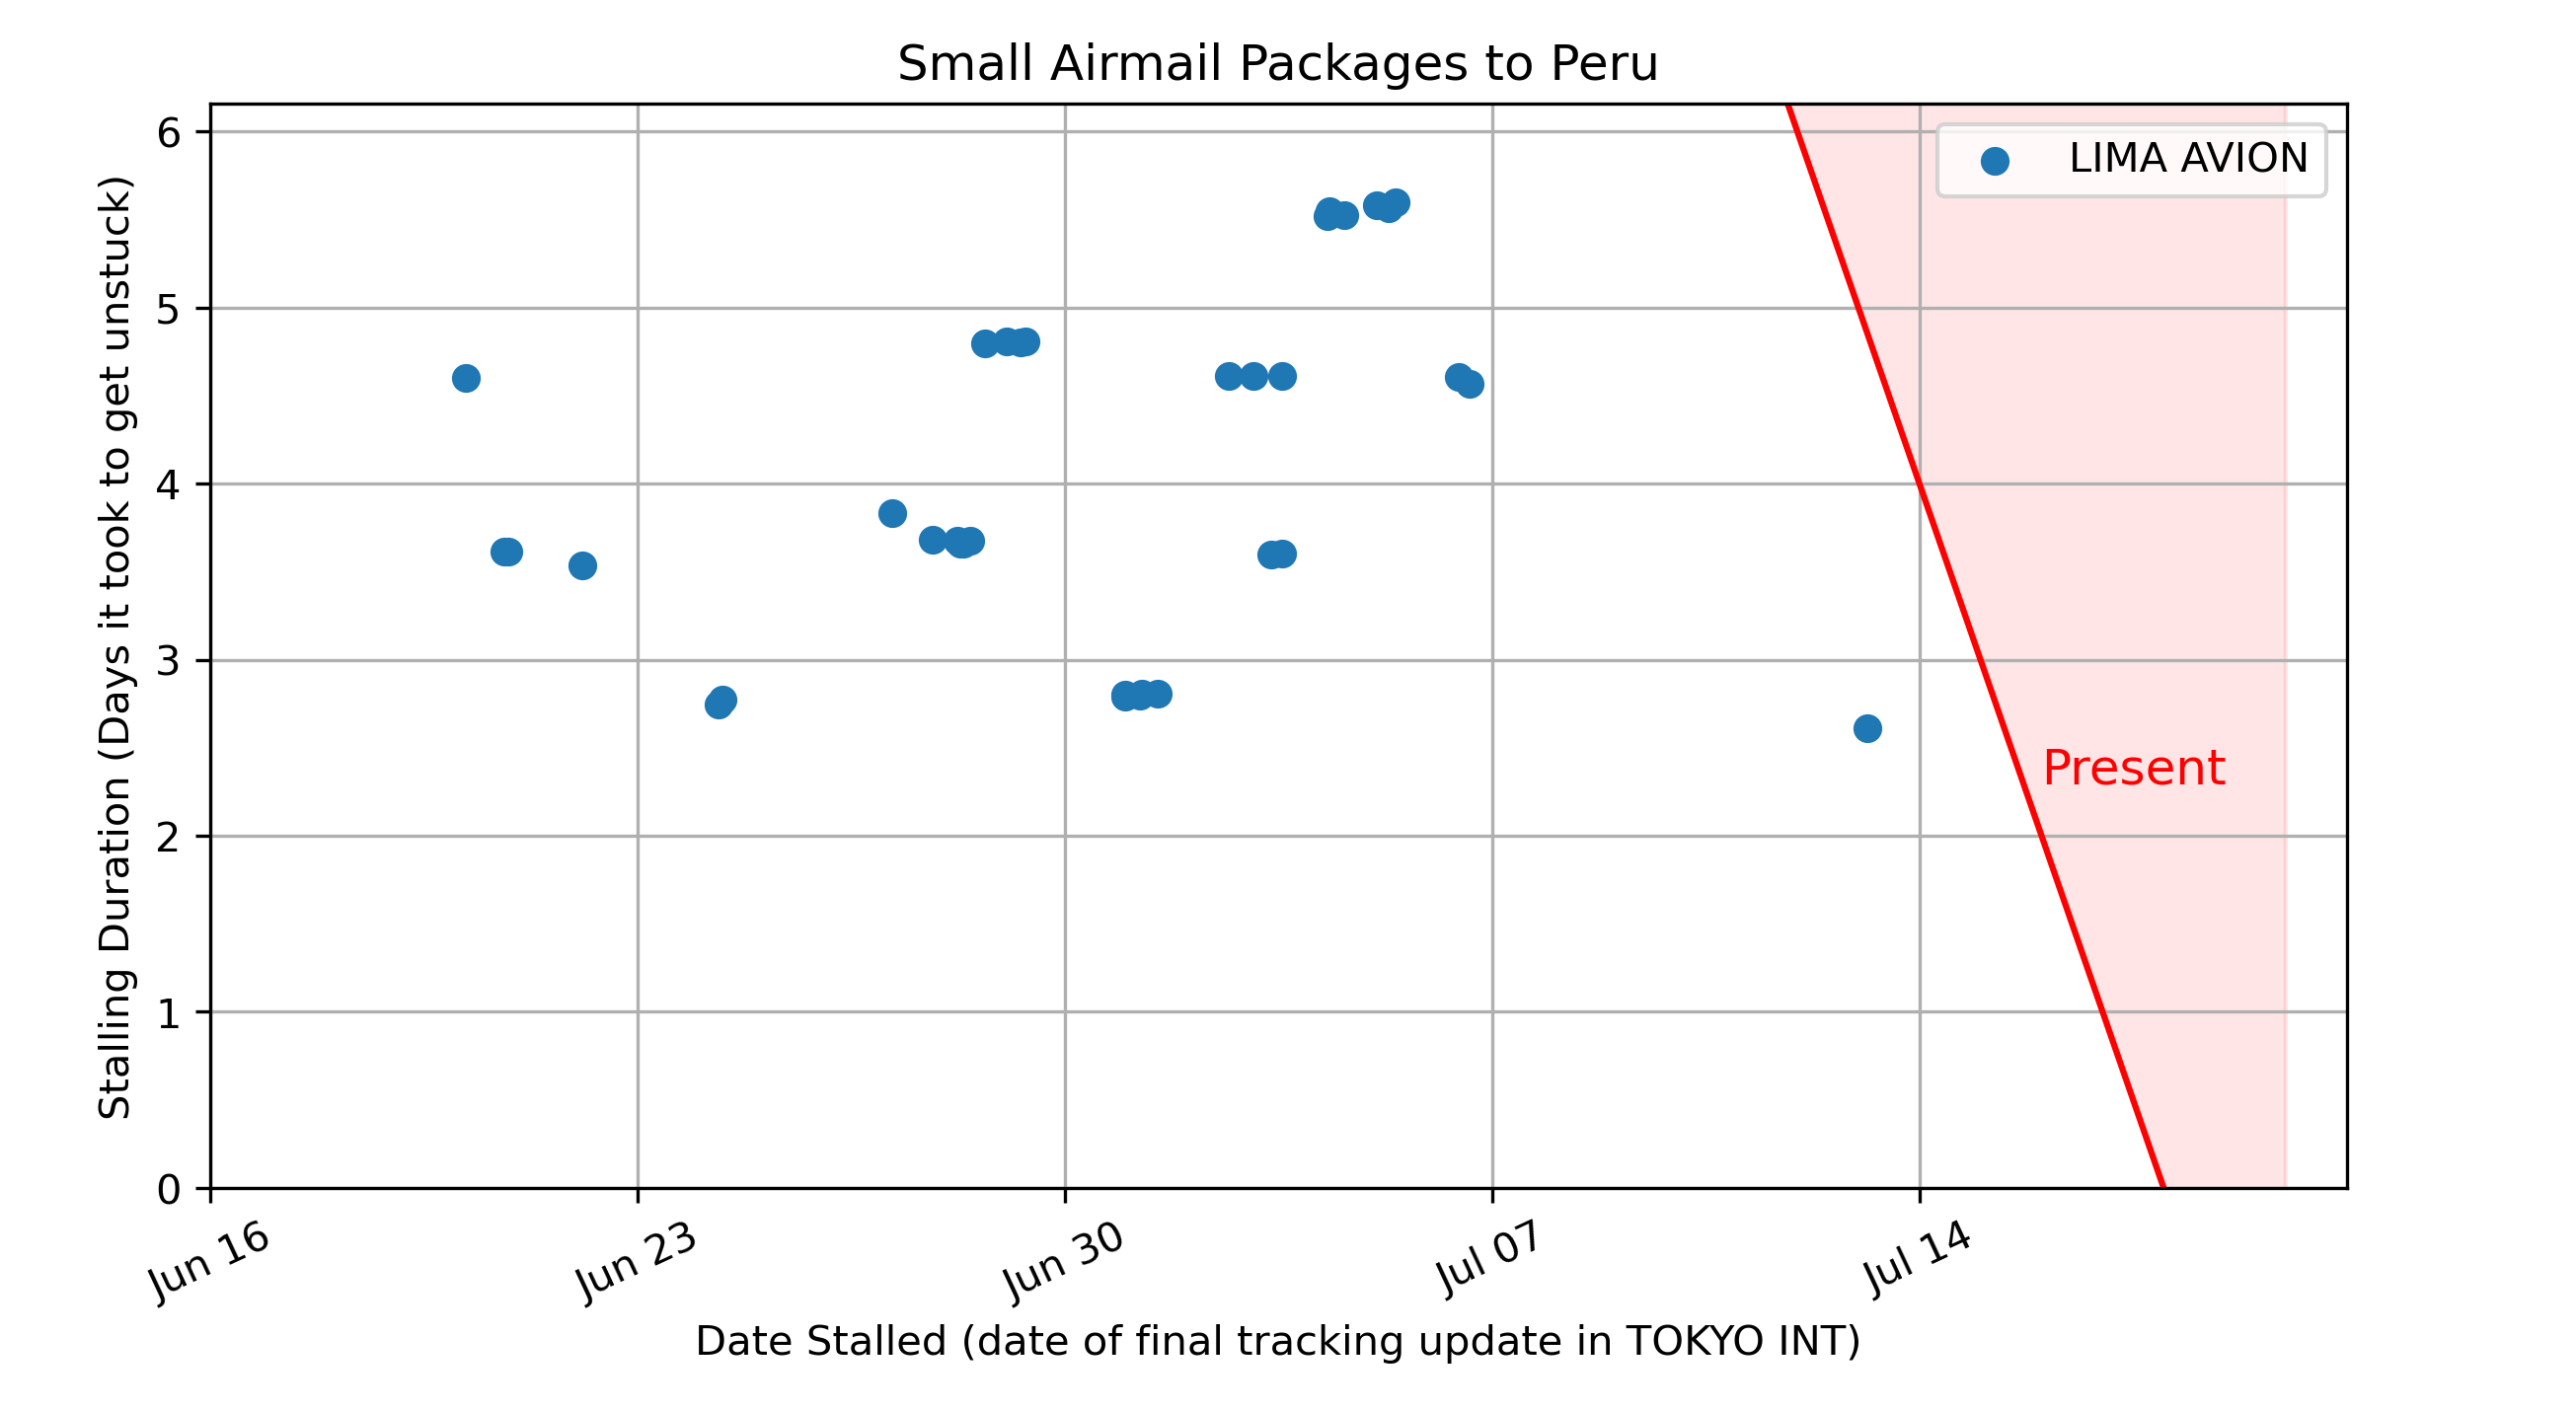 Small Airmail Packages to Peru
LIMA AVION
Stalling Duration (Days it took to get unstuck)
6
5
4
3
2
1
0
Present
Jun 16
Jun 23
Jun 30
Jul 07
Jul 14
Date Stalled (date of final tracking update in TOKYO INT)